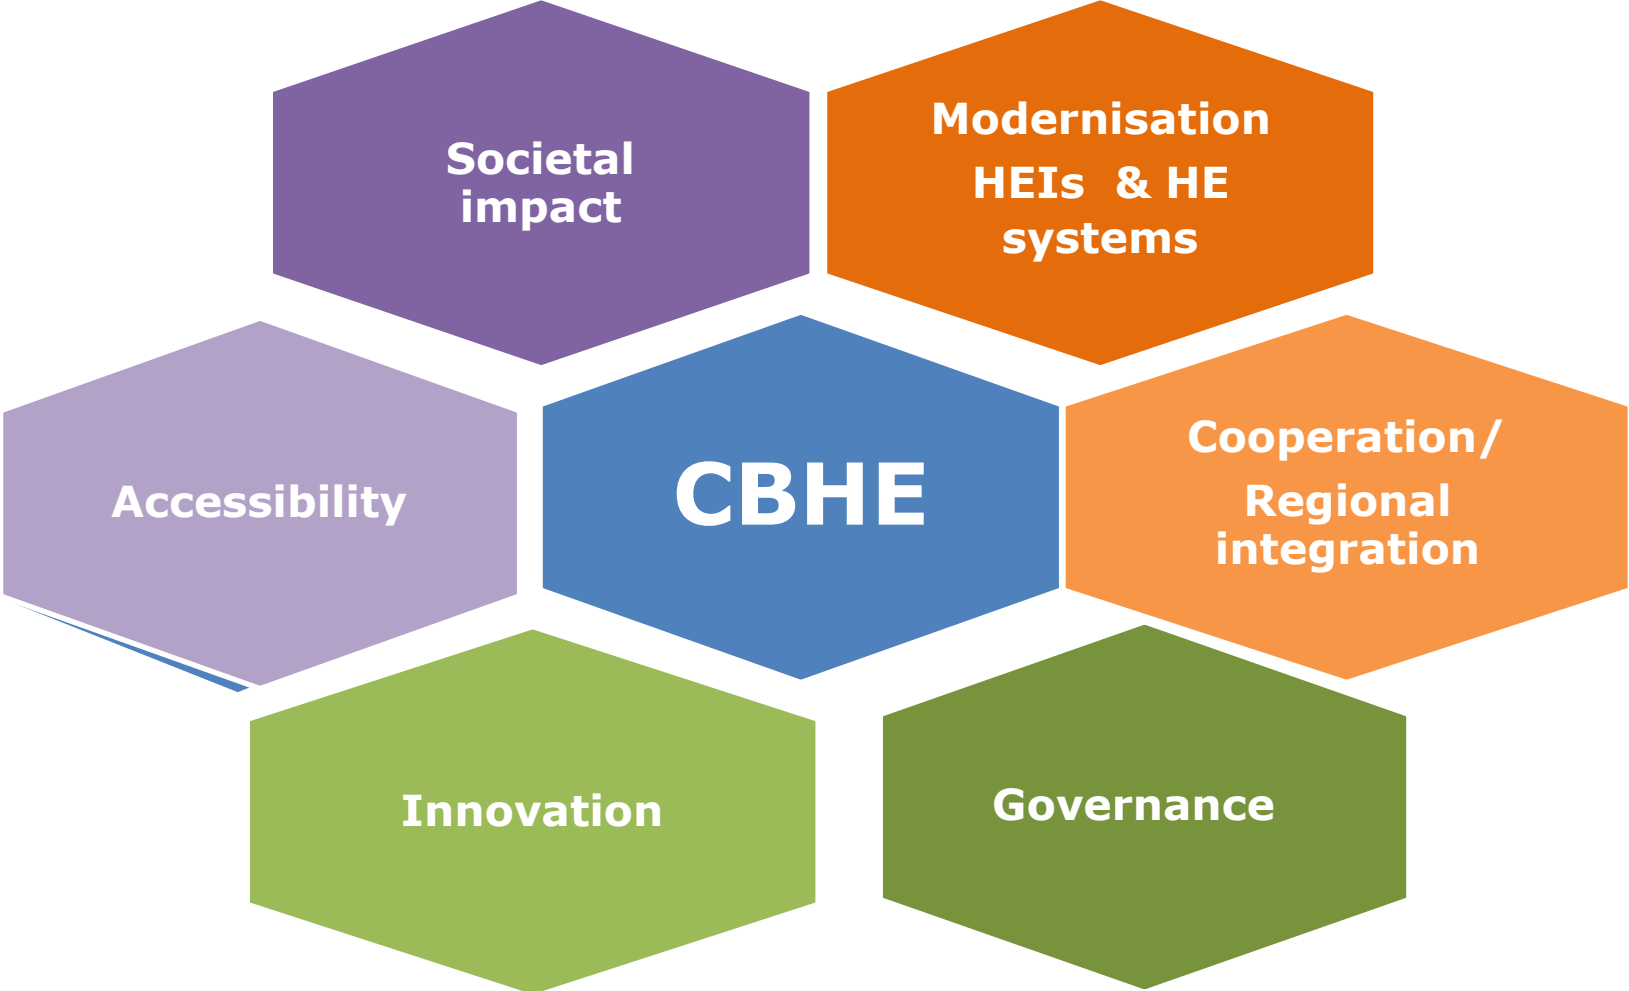 Societal
impact
Modernisation
HEIs  & HE
systems
Accessibility
CBHE
Cooperation/
Regional
integration
Innovation
Governance